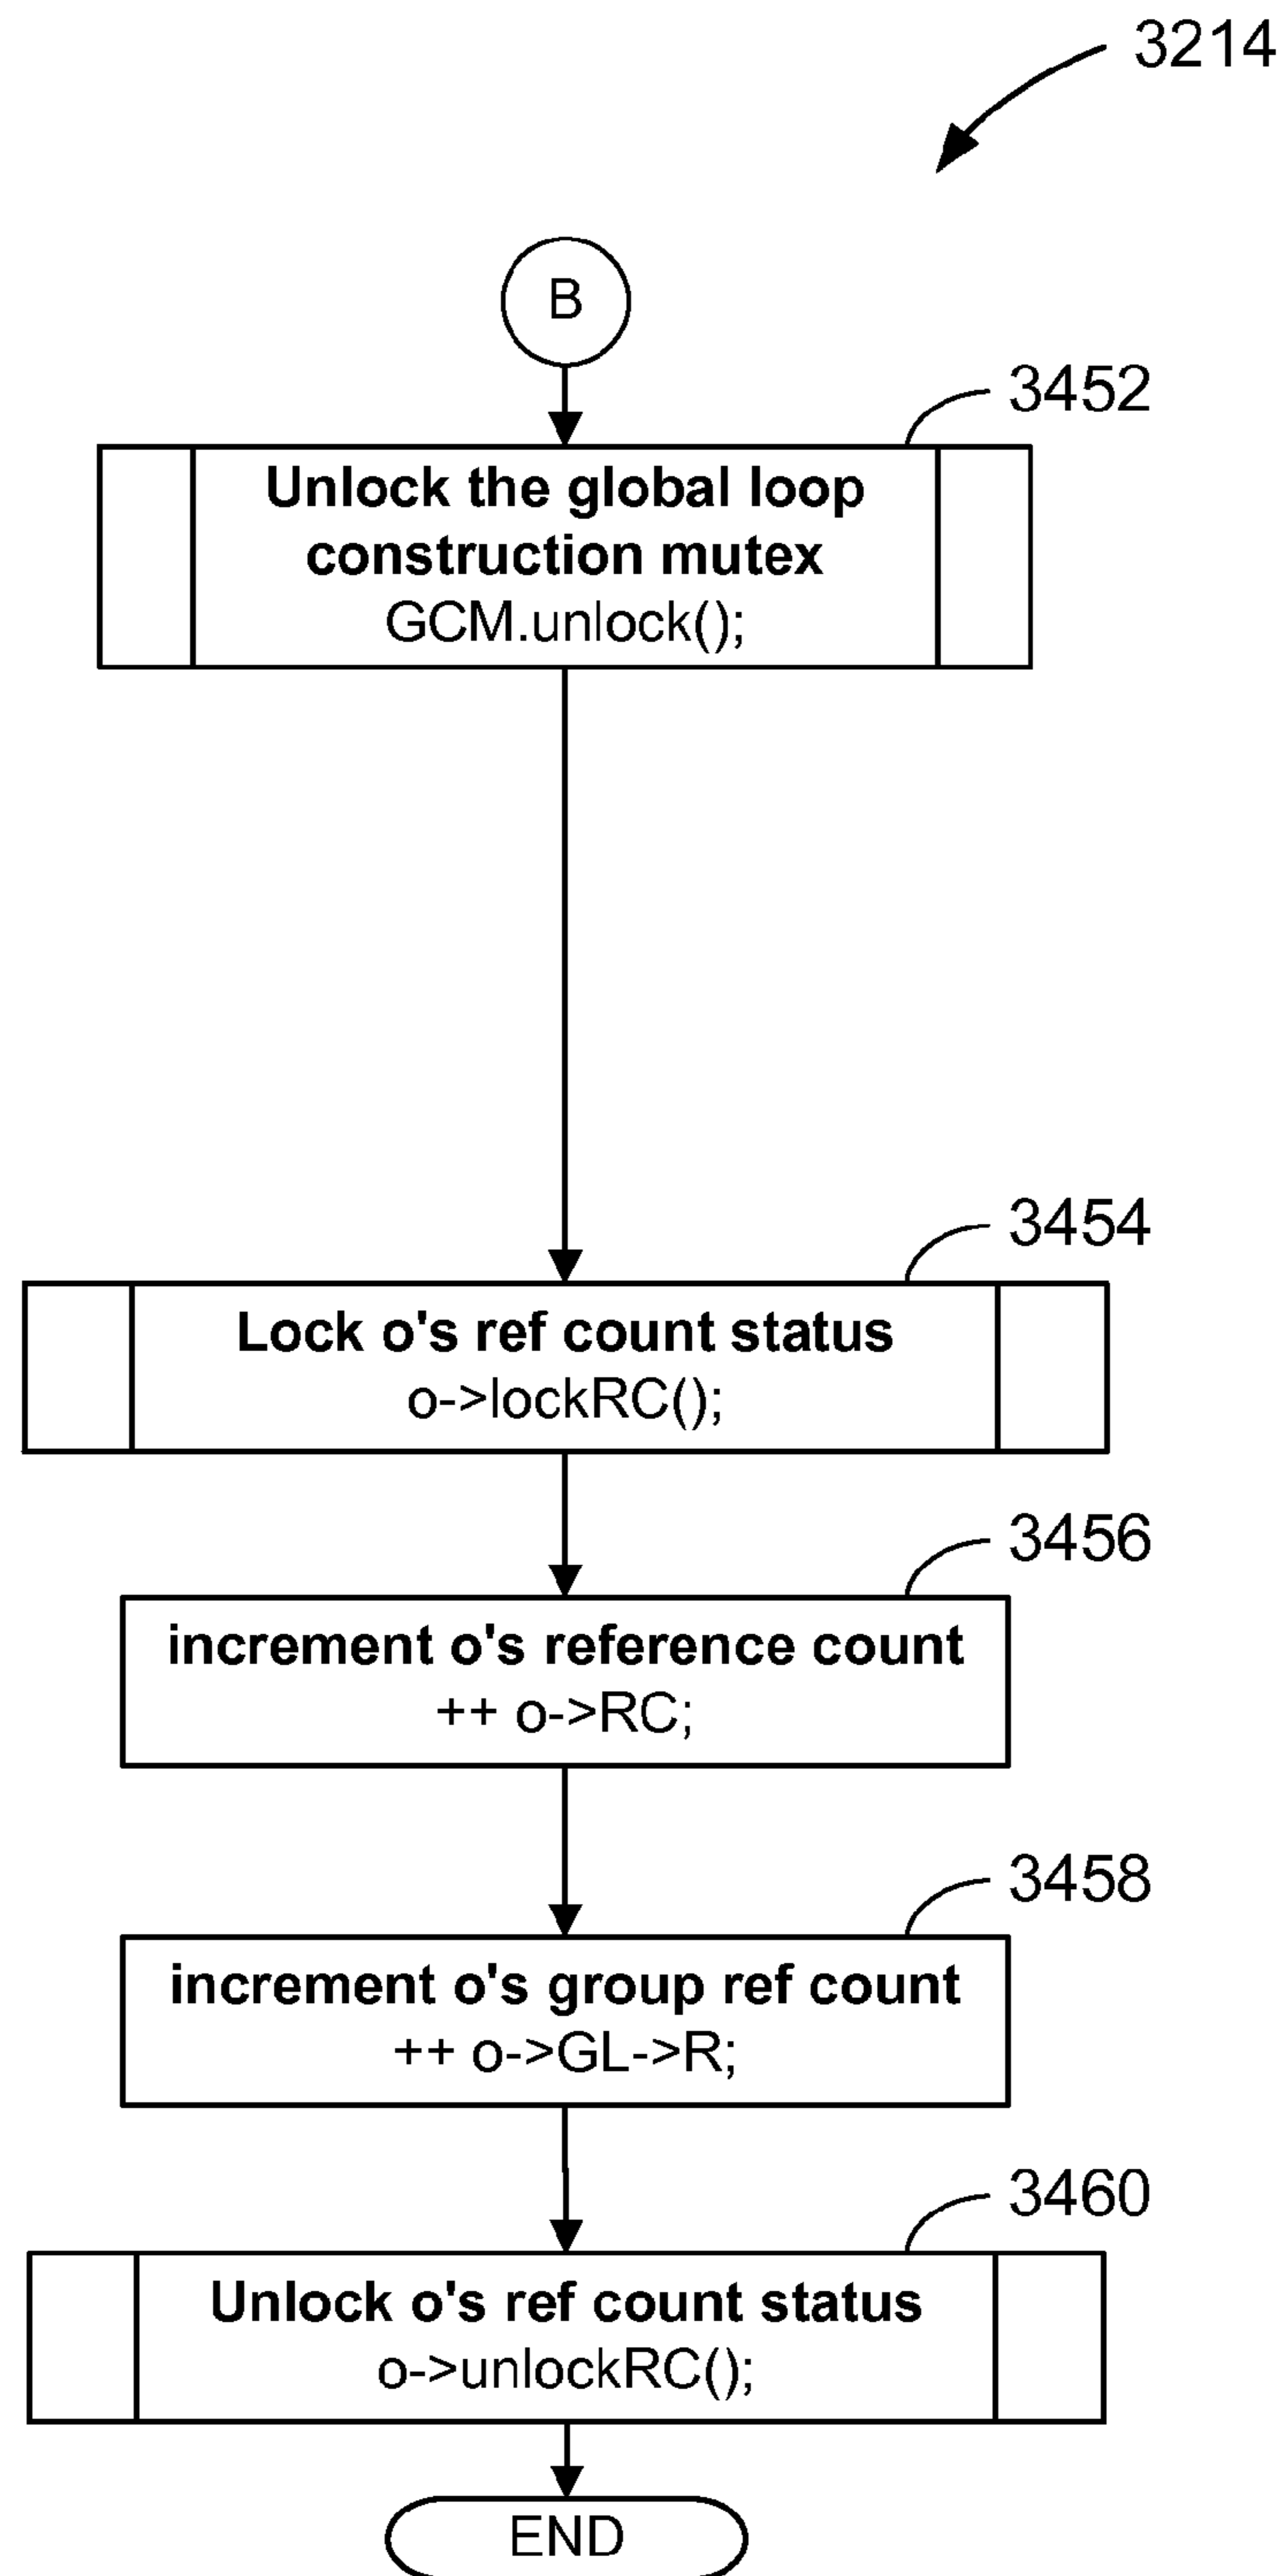 3214
B
3452
Unlock the global loop
construction mutex
GCM.unlock();
3454
Lock o's ref count status
o->lockRC();
3456
increment o's reference count
++ o->RC;
3458
increment o's group ref count
++ o->GL->R;
3460
Unlock o's ref count status
o->unlockRC();
END